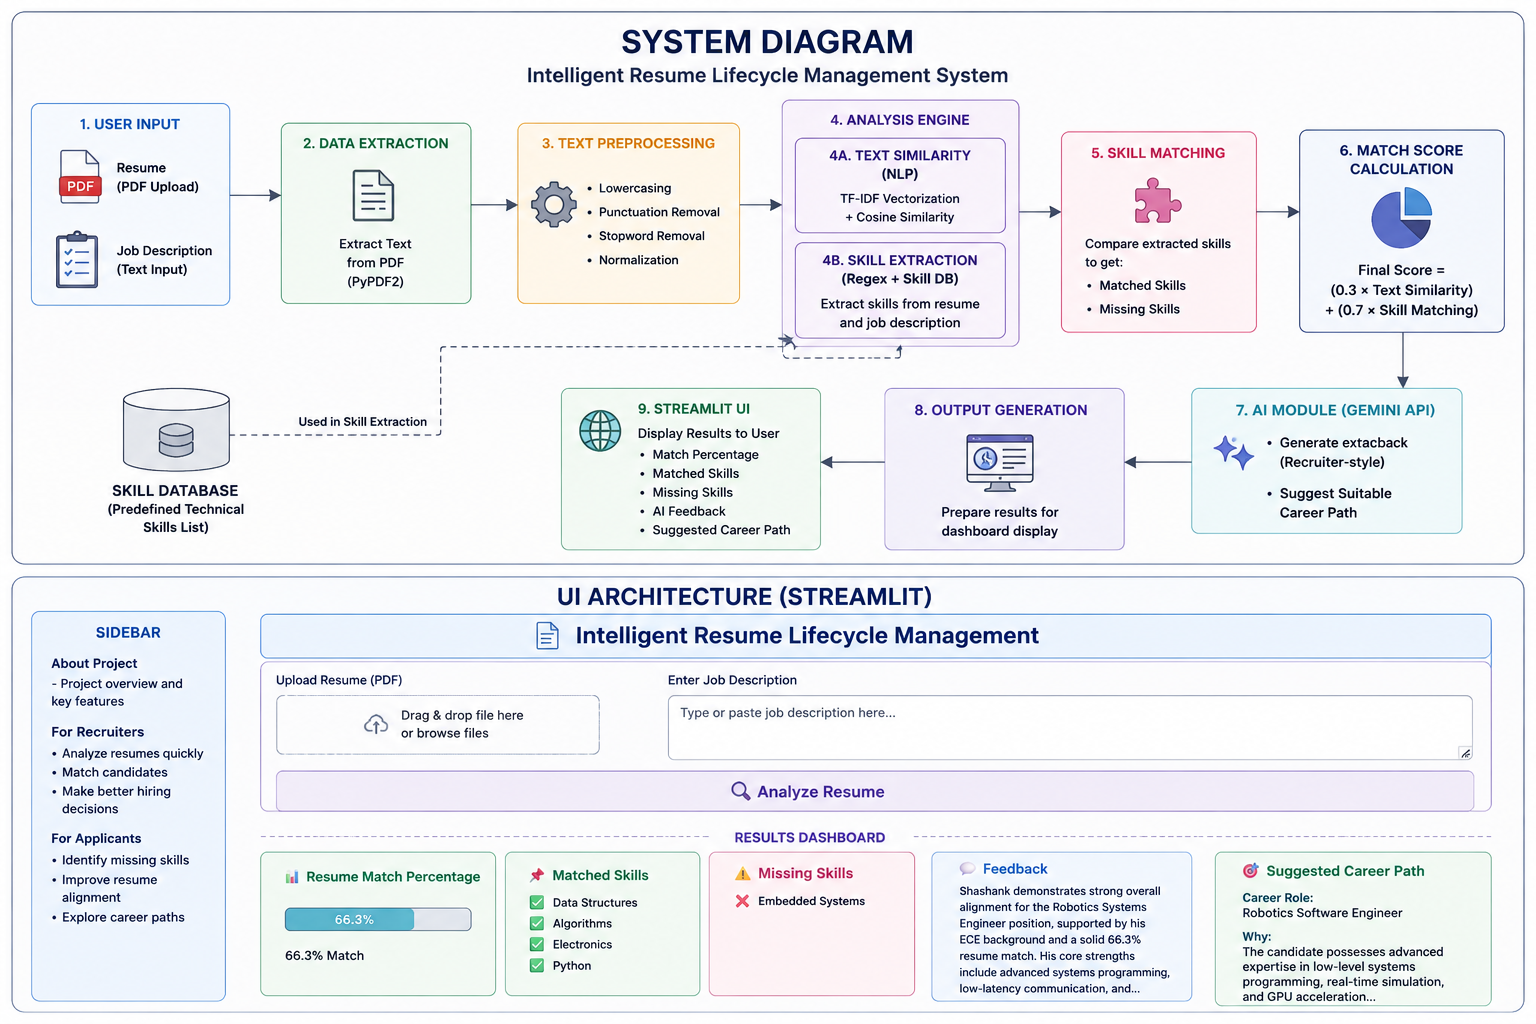 SYSTEM DIAGRAM
Intelligent Resume Lifecycle Management System
1. USER INPUT
PDF
Resume
(PDF Upload)
Job Description
(Text Input)
2. DATA EXTRACTION
Extract Text
from PDF
(PyPDF2)
3. TEXT PREPROCESSING
• Lowercasing
• Punctuation Removal
• Stopword Removal
• Normalization
4. ANALYSIS ENGINE
4A. TEXT SIMILARITY
(NLP)
TF-IDF Vectorization
+ Cosine Similarity
4B. SKILL EXTRACTION
(Regex + Skill DB)
Extract skills from resume
and job description
5. SKILL MATCHING
Compare extracted skills
to get:
• Matched Skills
• Missing Skills
6. MATCH SCORE
CALCULATION
Final Score =
(0.3 × Text Similarity)
+ (0.7 × Skill Matching)
SKILL DATABASE
(Predefined Technical
Skills List)
Used in Skill Extraction
9. STREAMLIT UI
Display Results to User
• Match Percentage
• Matched Skills
• Missing Skills
• AI Feedback
• Suggested Career Path
8. OUTPUT GENERATION
Prepare results for
dashboard display
7. AI MODULE (GEMINI API)
• Generate extacback
(Recruiter-style)
• Suggest Suitable
Career Path
UI ARCHITECTURE (STREAMLIT)
SIDEBAR
About Project
- Project overview and
key features
For Recruiters
• Analyze resumes quickly
• Match candidates
• Make better hiring
decisions
For Applicants
• Identify missing skills
• Improve resume
alignment
• Explore career paths
Intelligent Resume Lifecycle Management
Upload Resume (PDF)
Drag & drop file here
or browse files
Enter Job Description
Type or paste job description here...
Analyze Resume
RESULTS DASHBOARD
Resume Match Percentage
66.3%
66.3% Match
Matched Skills
Data Structures
Algorithms
Electronics
Python
Missing Skills
Embedded Systems
Feedback
Shashank demonstrates strong overall
alignment for the Robotics Systems
Engineer position, supported by his
ECE background and a solid 66.3%
resume match. His core strengths
include advanced systems programming,
low-latency communication, and...
Suggested Career Path
Career Role:
Robotics Software Engineer
Why:
The candidate possesses advanced
expertise in low-level systems
programming, real-time simulation,
and GPU acceleration...